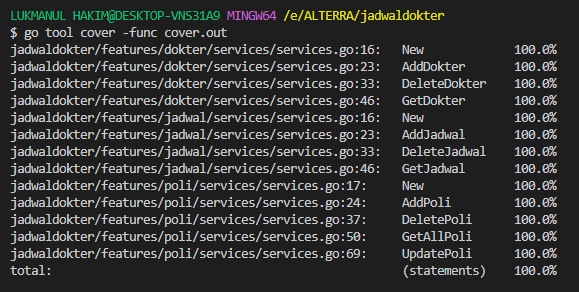 LUKMANUL HAKIM@DESKTOP-VNS31A9 MINGW64 /e/ALTERRA/jadwaldokter
$ go tool cover -func cover.out
jadwaldokter/features/dokter/services/services.go:16: New 100.0%
jadwaldokter/features/dokter/services/services.go:23: AddDokter 100.0%
jadwaldokter/features/dokter/services/services.go:33: DeleteDokter 100.0%
jadwaldokter/features/dokter/services/services.go:46: GetDokter 100.0%
jadwaldokter/features/jadwal/services/services.go:16: New 100.0%
jadwaldokter/features/jadwal/services/services.go:23: AddJadwal 100.0%
jadwaldokter/features/jadwal/services/services.go:33: DeleteJadwal 100.0%
jadwaldokter/features/jadwal/services/services.go:46: GetJadwal 100.0%
jadwaldokter/features/poli/services/services.go:17: New 100.0%
jadwaldokter/features/poli/services/services.go:24: AddPoli 100.0%
jadwaldokter/features/poli/services/services.go:37: DeletePoli 100.0%
jadwaldokter/features/poli/services/services.go:50: GetAllPoli 100.0%
jadwaldokter/features/poli/services/services.go:69: UpdatePoli 100.0%
total: (statements) 100.0%